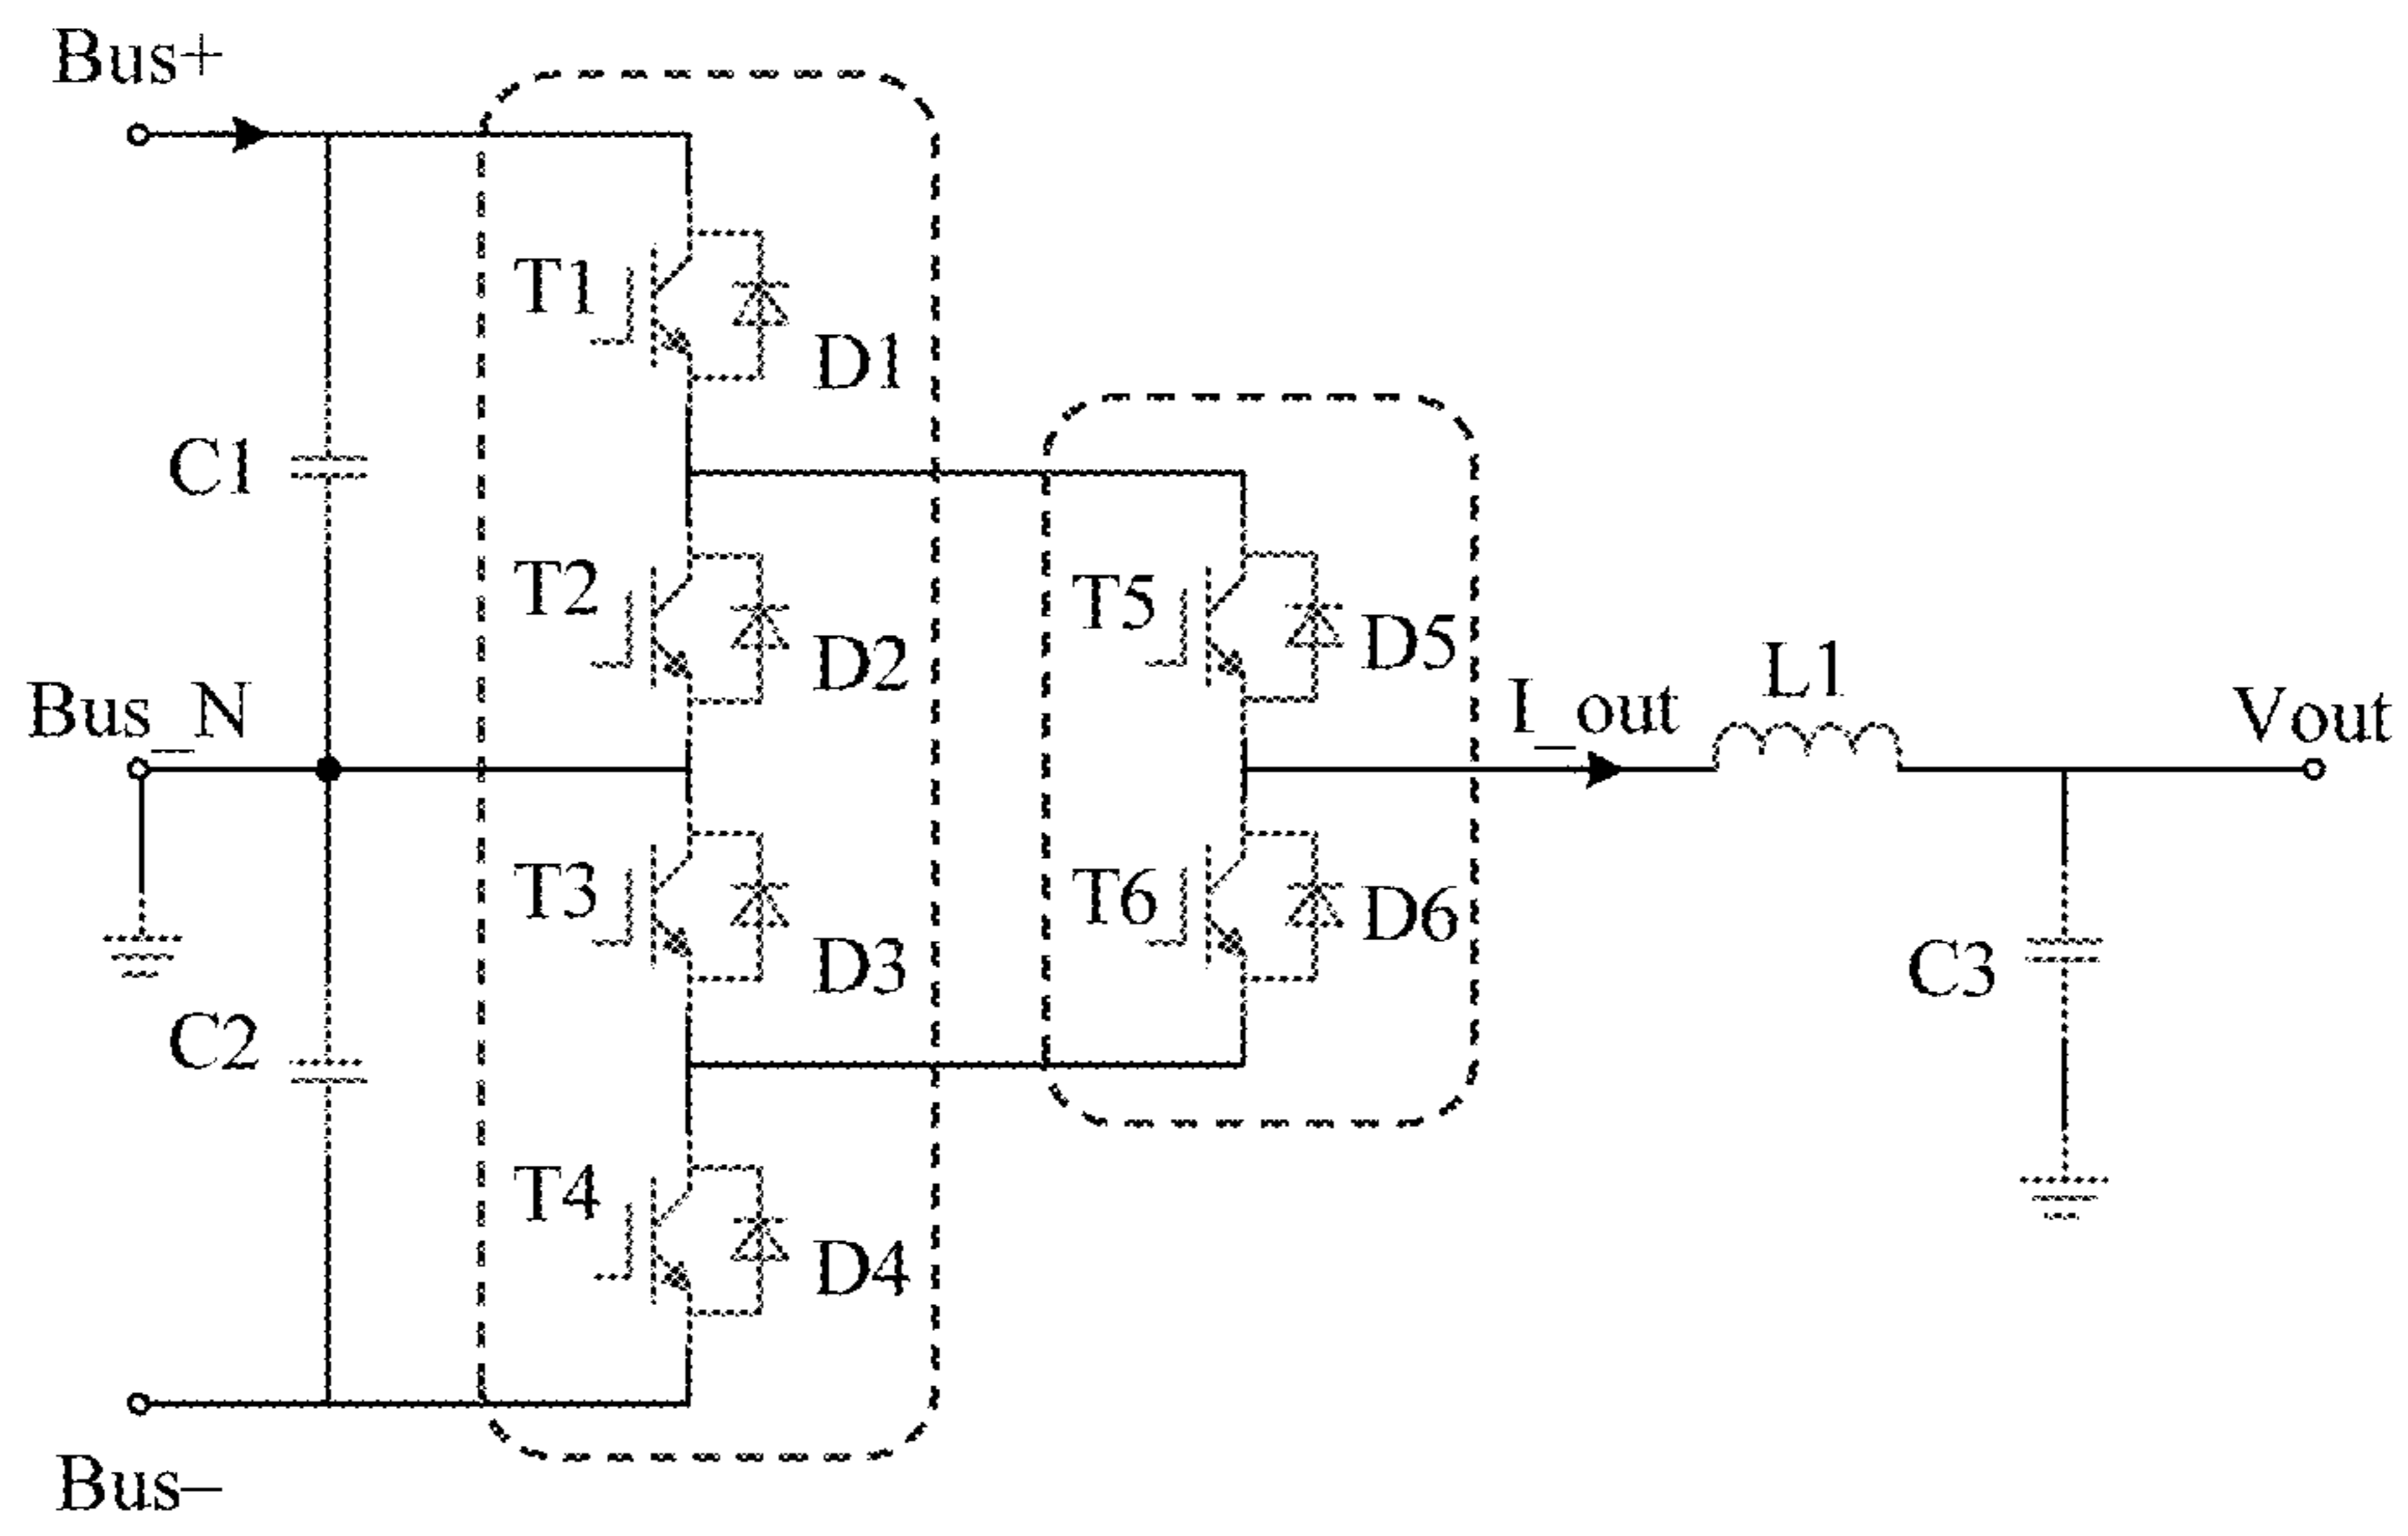 Bus+
T1
D1
C1
T2
D2
T5
D5
L1
I_out
Vout
Bus_N
T3
D3
T6
D6
C3
C2
T4
D4
Bus–